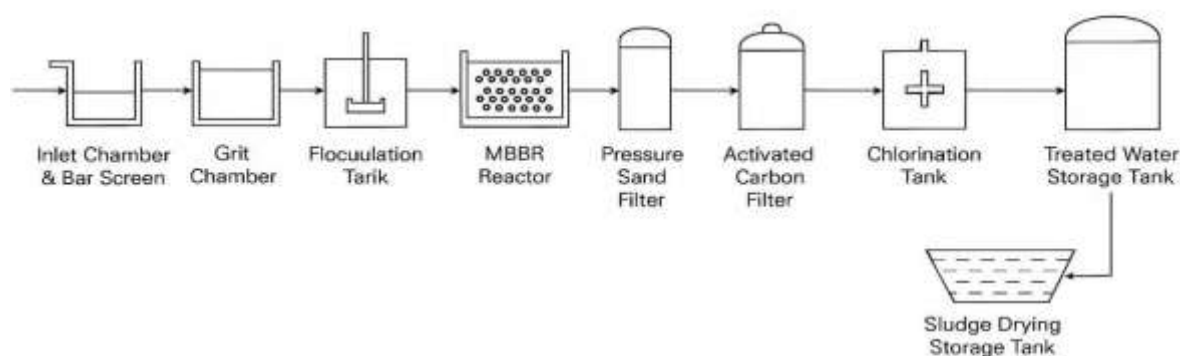 Inlet Chamber
& Bar Screen
Grit
Chamber
Flocuulation
Tarik
MBBR
Reactor
Pressure
Sand
Filter
Activated
Carbon
Filter
Chlorination
Tank
Treated Water
Storage Tank
Sludge Drying
Storage Tank